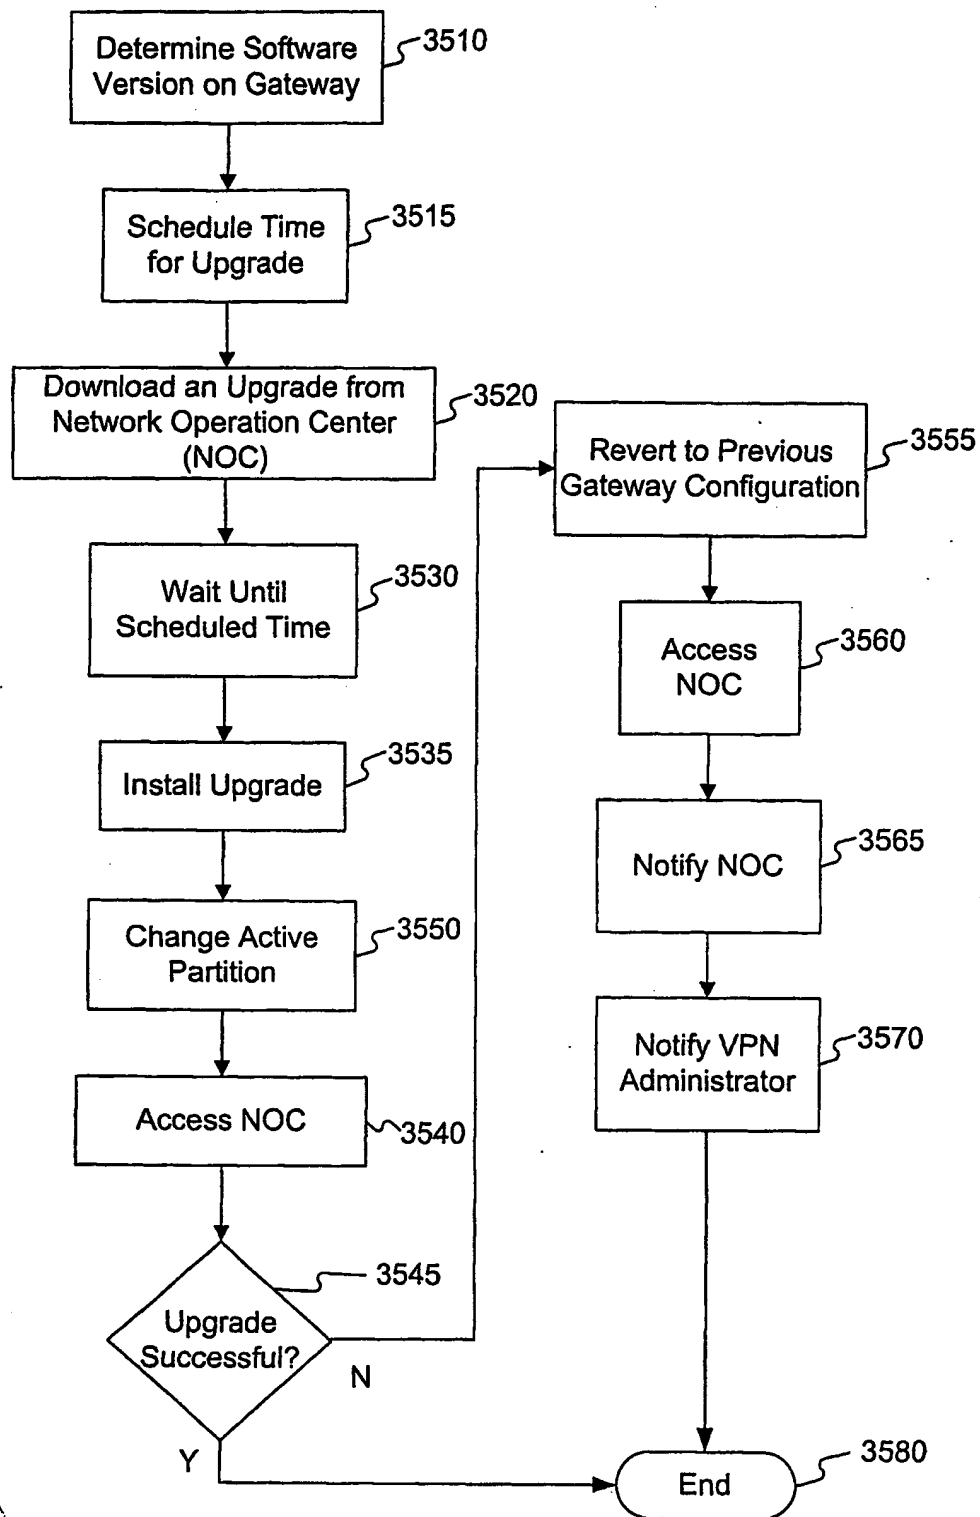 Determine Software
Version on Gateway
3510
Schedule Time
for Upgrade
3515
Download an Upgrade from
Network Operation Center
(NOC)
3520
Wait Until
Scheduled Time
3530
Install Upgrade
3535
Change Active
Partition
3550
Access NOC
3540
Upgrade
Successful?
3545
N
Y
Revert to Previous
Gateway Configuration
3555
Access
NOC
3560
Notify NOC
3565
Notify VPN
Administrator
3570
End
3580